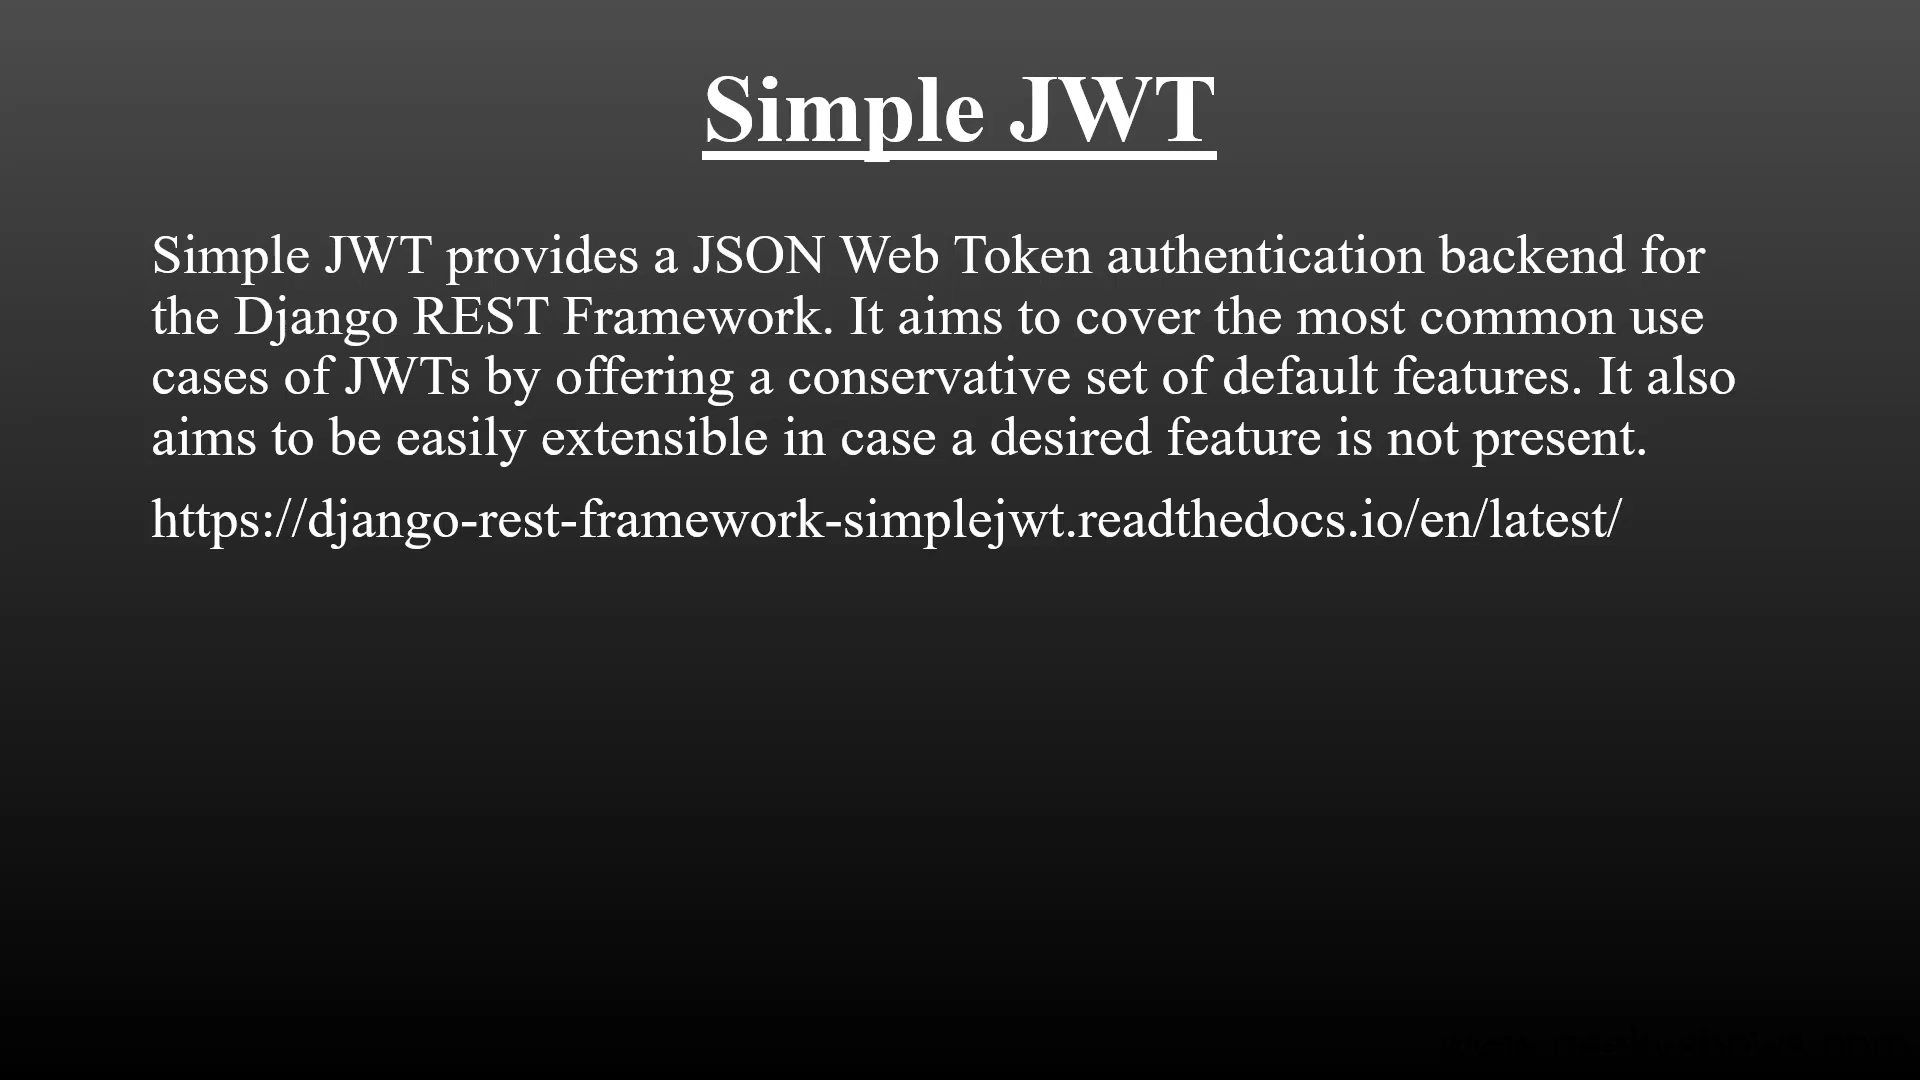 Simple JWT
Simple JWT provides a JSON Web Token authentication backend for
the Django REST Framework. It aims to cover the most common use
cases of JWTs by offering a conservative set of default features. It also
aims to be easily extensible in case a desired feature is not present.
https://django-rest-framework-simplejwt.readthedocs.io/en/latest/